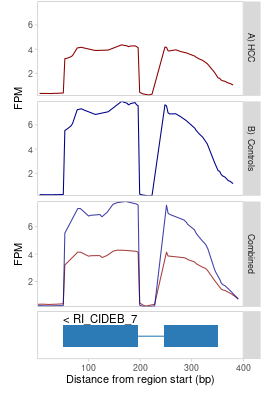 6
4
2
A) HCC
FPM
6
4
2
B) Controls
6
4
2
Combined
FPM
< RI_CIDEB_7
100 200 300 400
Distance from region start (bp)